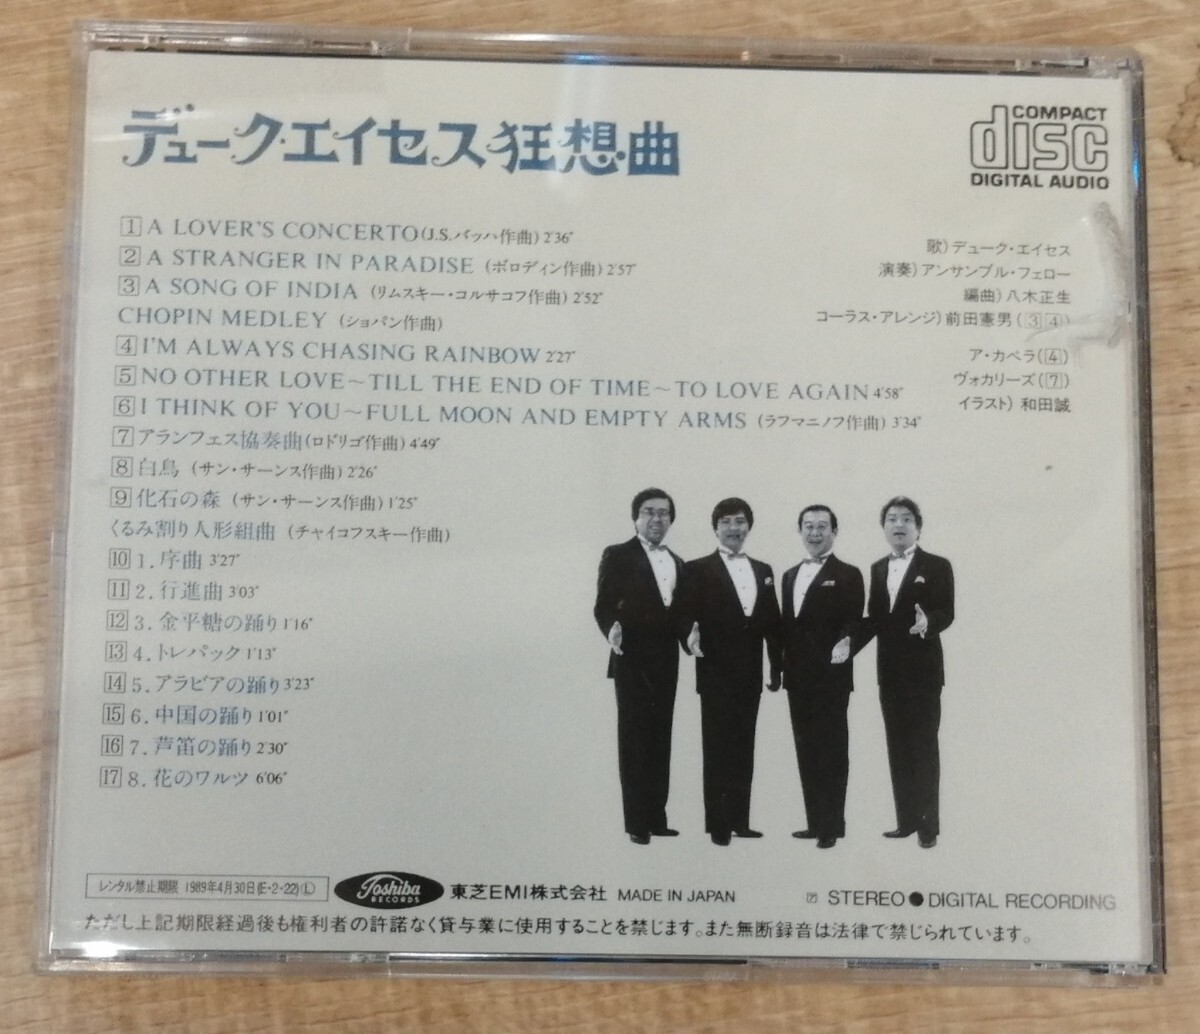 デューク・エイセス狂想曲
COMPACT
disc
DIGITAL AUDIO
1 A LOVER'S CONCERTO(J.S.バッハ作曲) 2'36"
2 A STRANGER IN PARADISE (ボロディン作曲) 2'57"
3 A SONG OF INDIA (リムスキー・コルサコフ作曲) 2'52"
CHOPIN MEDLEY (ショパン作曲)
4 I'M ALWAYS CHASING RAINBOW 2'27"
5 NO OTHER LOVE〜TILL THE END OF TIME〜TO LOVE AGAIN 4'58"
6 I THINK OF YOU〜FULL MOON AND EMPTY ARMS (ラフマニノフ作曲) 3'34"
7 アランフェス協奏曲(ロドリゴ作曲) 4'49"
8 白鳥 (サン・サーンス作曲) 2'26"
9 化石の森 (サン・サーンス作曲) 1'25"
くるみ割り人形組曲 (チャイコフスキー作曲)
10 1.序曲 3'27"
11 2.行進曲 3'03"
12 3.金平糖の踊り 1'16"
13 4.トレパック 1'13"
14 5.アラビアの踊り 3'23"
15 6.中国の踊り 1'01"
16 7.芦笛の踊り 2'30"
17 8.花のワルツ 6'06"
歌) デューク・エイセス
演奏) アンサンブル・フェロー
編曲) 八木正生
コーラス・アレンジ) 前田憲男 (3 4)
ア・カペラ(4)
ヴォカリーズ(7)
イラスト) 和田誠
レンタル禁止期限 1989年4月30日(E・2・22)Ⓛ
Toshiba
RECORDS
東芝EMI株式会社 MADE IN JAPAN
Ⓟ STEREO●DIGITAL RECORDING
ただし上記期限経過後も権利者の許諾なく貸与業に使用することを禁じます。また無断録音は法律で禁じられています。